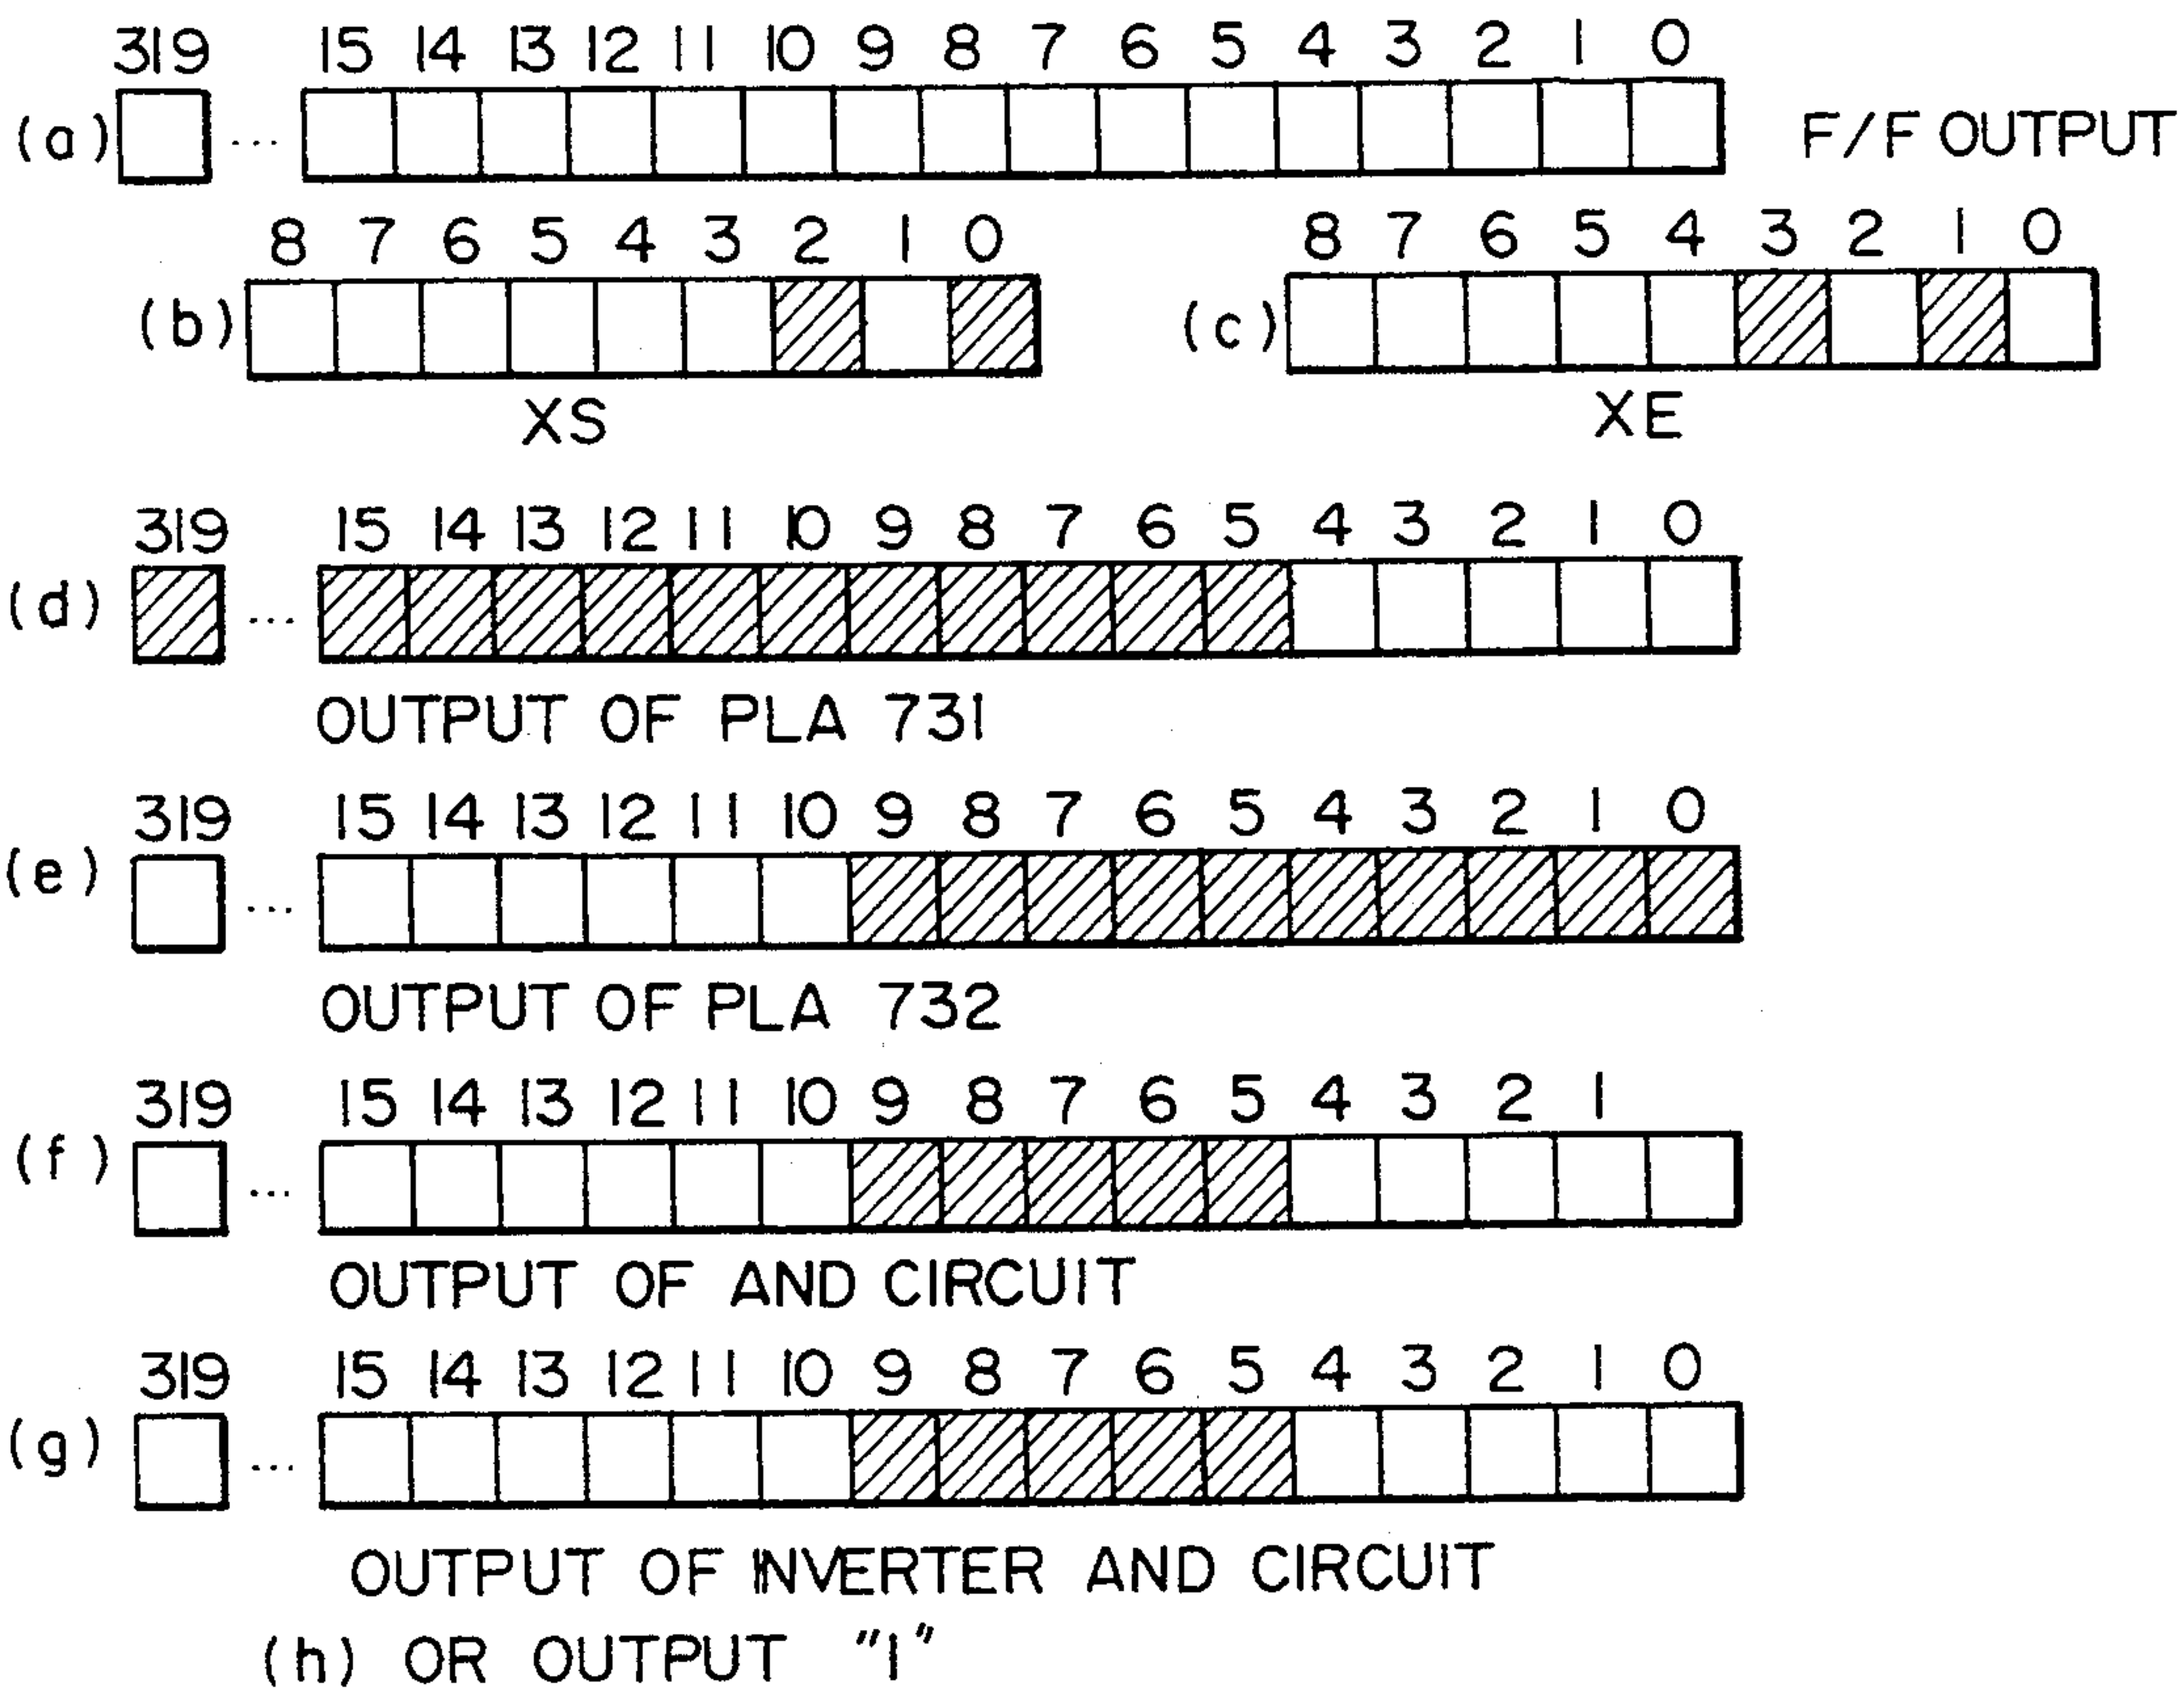 319 15 14 13 12 11 10 9 8 7 6 5 4 3 2 1 0
(a) ... F/F OUTPUT
8 7 6 5 4 3 2 1 0
(b)
XS
8 7 6 5 4 3 2 1 0
(c)
XE
319 15 14 13 12 11 10 9 8 7 6 5 4 3 2 1 0
(d) ...
OUTPUT OF PLA 731
319 15 14 13 12 11 10 9 8 7 6 5 4 3 2 1 0
(e) ...
OUTPUT OF PLA 732
319 15 14 13 12 11 10 9 8 7 6 5 4 3 2 1
(f) ...
OUTPUT OF AND CIRCUIT
319 15 14 13 12 11 10 9 8 7 6 5 4 3 2 1 0
(g) ...
OUTPUT OF INVERTER AND CIRCUIT
(h) OR OUTPUT "1"